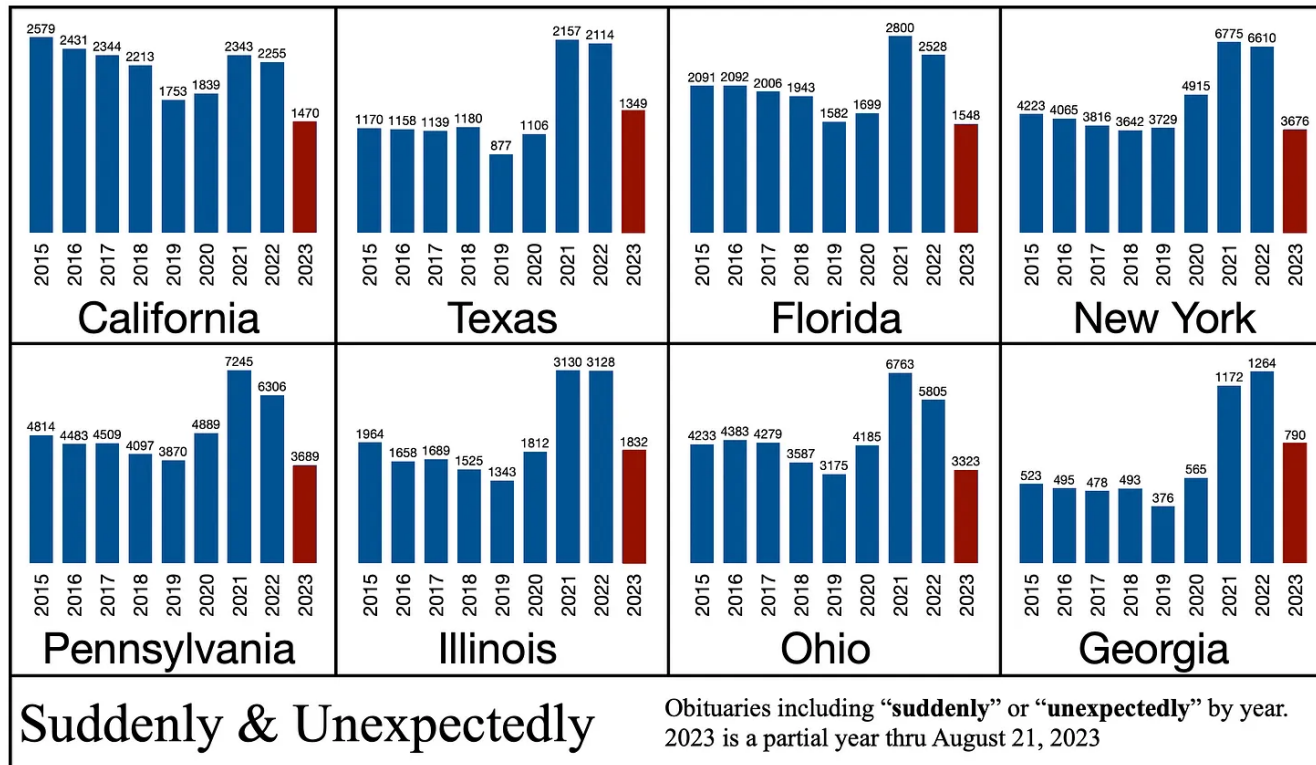 2579 2431 2344 2213 1753 1839 2343 2255 1470
2015 2016 2017 2018 2019 2020 2021 2022 2023
California
1170 1158 1139 1180 877 1106 2157 2114 1349
2015 2016 2017 2018 2019 2020 2021 2022 2023
Texas
2091 2092 2006 1943 1582 1699 2800 2528 1548
2015 2016 2017 2018 2019 2020 2021 2022 2023
Florida
4223 4065 3816 3642 3729 4915 6775 6610 3676
2015 2016 2017 2018 2019 2020 2021 2022 2023
New York
4814 4483 4509 4097 3870 4889 7245 6306 3689
2015 2016 2017 2018 2019 2020 2021 2022 2023
Pennsylvania
1964 1658 1689 1525 1343 1812 3130 3128 1832
2015 2016 2017 2018 2019 2020 2021 2022 2023
Illinois
4233 4383 4279 3587 3175 4185 6763 5805 3323
2015 2016 2017 2018 2019 2020 2021 2022 2023
Ohio
523 495 478 493 376 565 1172 1264 790
2015 2016 2017 2018 2019 2020 2021 2022 2023
Georgia
Suddenly & Unexpectedly
Obituaries including “suddenly” or “unexpectedly” by year.
2023 is a partial year thru August 21, 2023